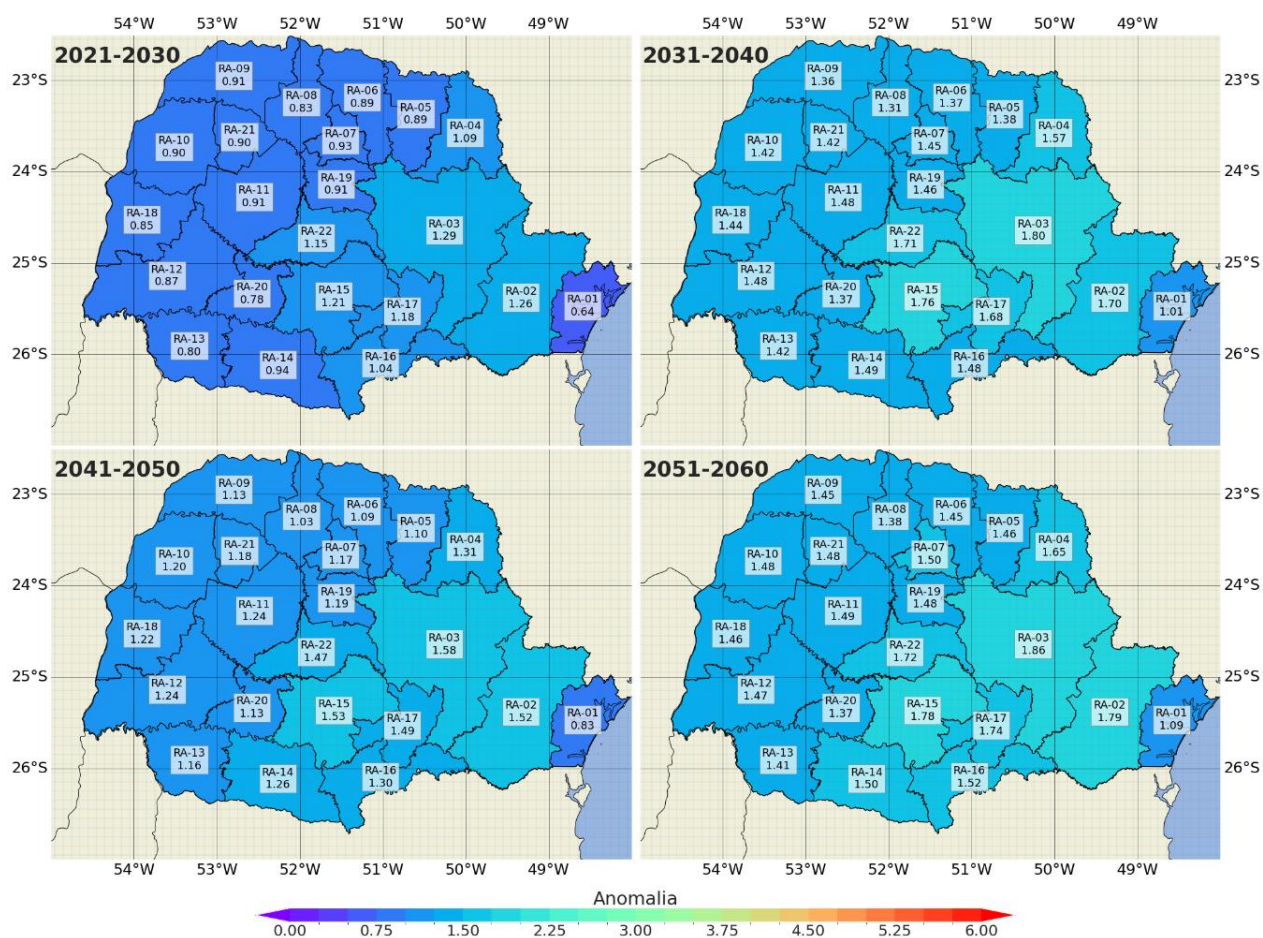 54°W 53°W 52°W 51°W 50°W 49°W
54°W 53°W 52°W 51°W 50°W 49°W
2021-2030
23°S
24°S
25°S
26°S
RA-09
0.91
RA-08
0.83
RA-06
0.89
RA-05
0.89
RA-04
1.09
RA-10
0.90
RA-21
0.90
RA-07
0.93
RA-11
0.91
RA-19
0.91
RA-18
0.85
RA-22
1.15
RA-03
1.29
RA-12
0.87
RA-20
0.78
RA-15
1.21
RA-17
1.18
RA-02
1.26
RA-01
0.64
RA-13
0.80
RA-14
0.94
RA-16
1.04
2031-2040
23°S
24°S
25°S
26°S
RA-09
1.36
RA-08
1.31
RA-06
1.37
RA-05
1.38
RA-04
1.57
RA-10
1.42
RA-21
1.42
RA-07
1.45
RA-11
1.48
RA-19
1.46
RA-18
1.44
RA-22
1.71
RA-03
1.80
RA-12
1.48
RA-20
1.37
RA-15
1.76
RA-17
1.68
RA-02
1.70
RA-01
1.01
RA-13
1.42
RA-14
1.49
RA-16
1.48
2041-2050
23°S
24°S
25°S
26°S
RA-09
1.13
RA-08
1.03
RA-06
1.09
RA-05
1.10
RA-04
1.31
RA-10
1.20
RA-21
1.18
RA-07
1.17
RA-11
1.24
RA-19
1.19
RA-18
1.22
RA-22
1.47
RA-03
1.58
RA-12
1.24
RA-20
1.13
RA-15
1.53
RA-17
1.49
RA-02
1.52
RA-01
0.83
RA-13
1.16
RA-14
1.26
RA-16
1.30
2051-2060
23°S
24°S
25°S
26°S
RA-09
1.45
RA-08
1.38
RA-06
1.45
RA-05
1.46
RA-04
1.65
RA-10
1.48
RA-21
1.48
RA-07
1.50
RA-11
1.49
RA-19
1.48
RA-18
1.46
RA-22
1.72
RA-03
1.86
RA-12
1.47
RA-20
1.37
RA-15
1.78
RA-17
1.74
RA-02
1.79
RA-01
1.09
RA-13
1.41
RA-14
1.50
RA-16
1.52
54°W 53°W 52°W 51°W 50°W 49°W
54°W 53°W 52°W 51°W 50°W 49°W
Anomalia
0.00 0.75 1.50 2.25 3.00 3.75 4.50 5.25 6.00